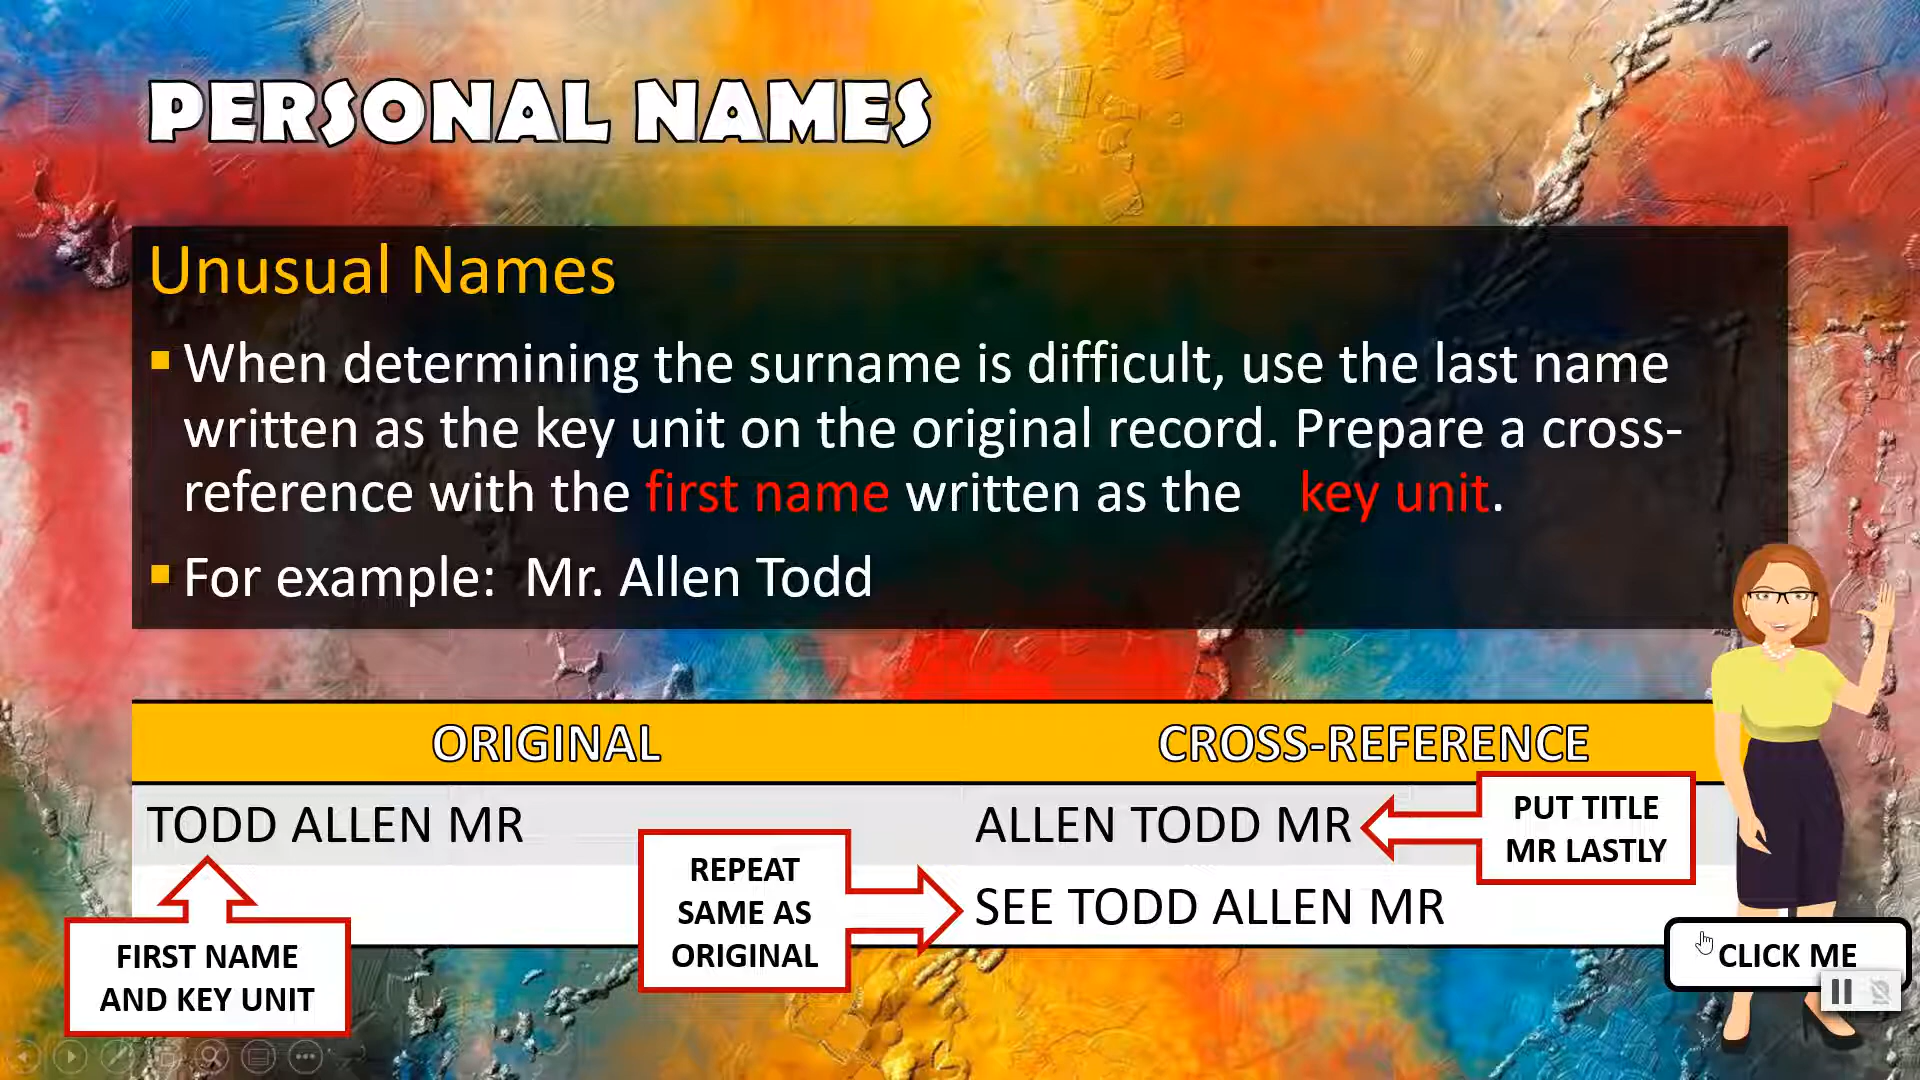 PERSONAL NAMES
Unusual Names
When determining the surname is difficult, use the last name
written as the key unit on the original record. Prepare a cross-
reference with the first name written as the key unit.
For example: Mr. Allen Todd
ORIGINAL
CROSS-REFERENCE
TODD ALLEN MR
ALLEN TODD MR
PUT TITLE
MR LASTLY
REPEAT
SAME AS
ORIGINAL
SEE TODD ALLEN MR
FIRST NAME
AND KEY UNIT
CLICK ME